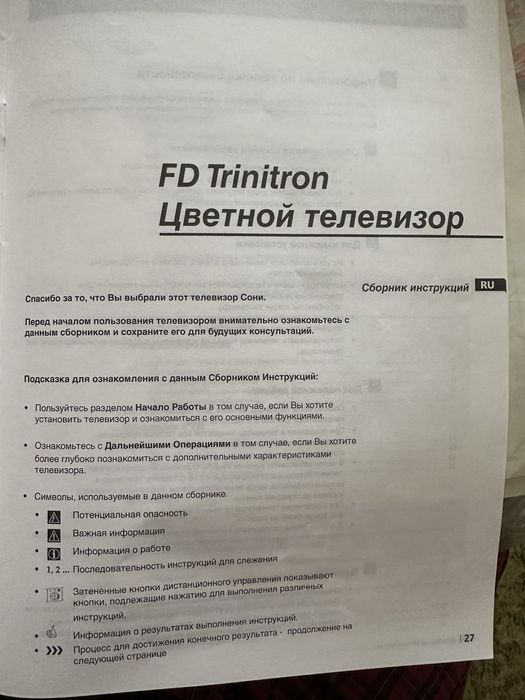 FD Trinitron
Цветной телевизор
Сборник инструкций RU
Спасибо за то, что Вы выбрали этот телевизор Сони.
Перед началом пользования телевизором внимательно ознакомьтесь с
данным сборником и сохраните его для будущих консультаций.
Подсказка для ознакомления с данным Сборником Инструкций:
• Пользуйтесь разделом Начало Работы в том случае, если Вы хотите
установить телевизор и ознакомиться с его основными функциями.
• Ознакомьтесь с Дальнейшими Операциями в том случае, если Вы хотите
более глубоко познакомиться с дополнительными характеристиками
телевизора.
• Символы, используемые в данном сборнике.
• Потенциальная опасность
• Важная информация
• Информация о работе
• 1, 2 ... Последовательность инструкций для слежения
• Затененные кнопки дистанционного управления показывают
кнопки, подлежащие нажатию для выполнения различных
инструкций.
• Информация о результатах выполнения инструкций.
• Процесс для достижения конечного результата - продолжение на
следующей странице
27